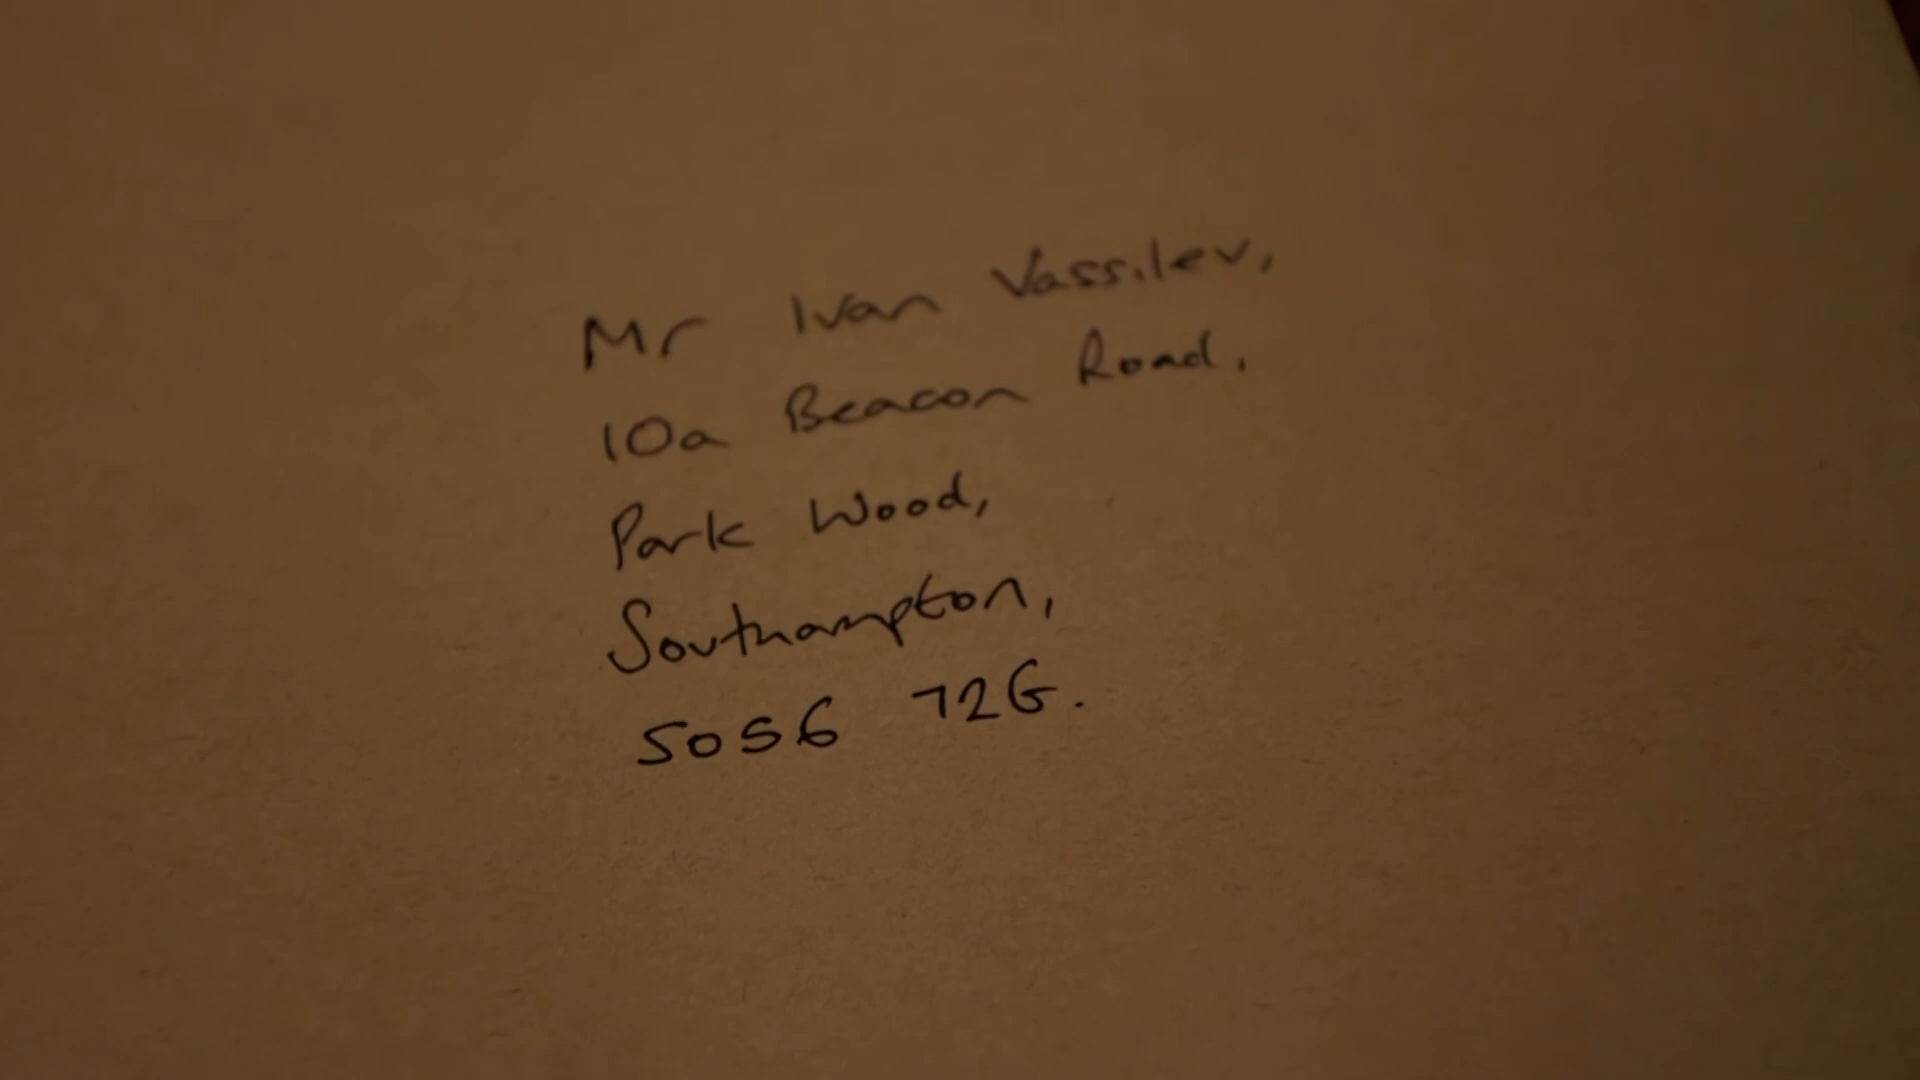 Mr Ivan Vassilev,
10a Beacon Road,
Park Wood,
Southampton,
SO56 72G.